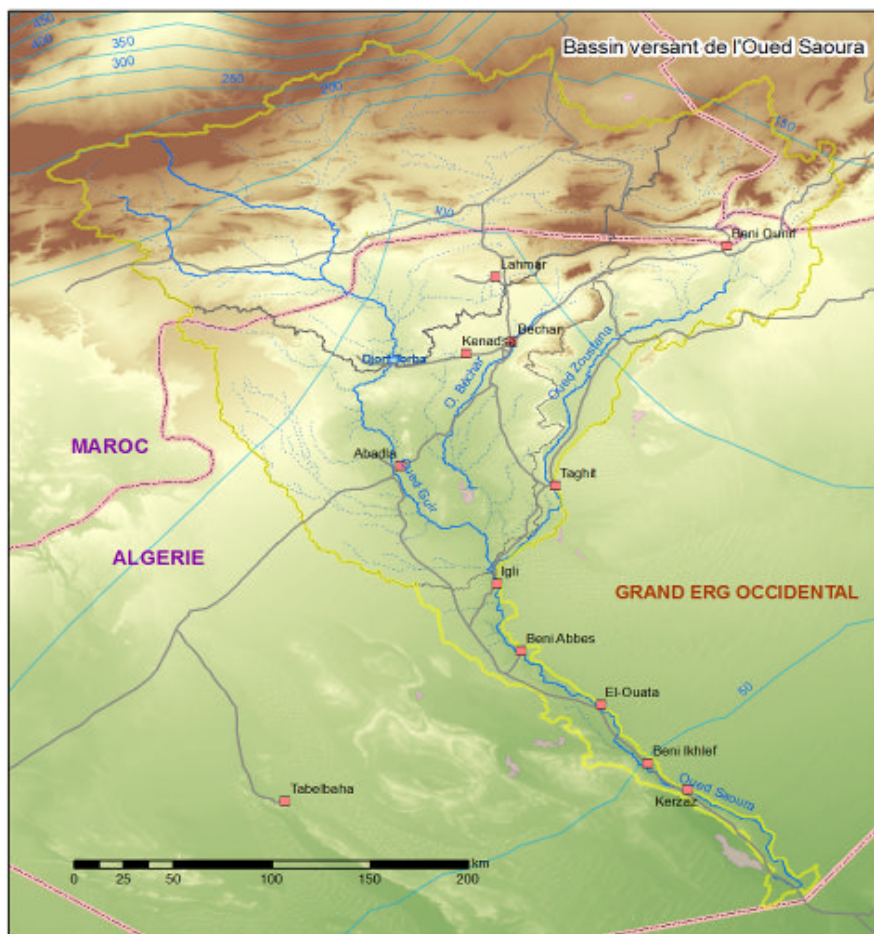 Bassin versant de l'Oued Saoura
450
400
350
300
250
200
150
100
Beni Ounif
Lahmar
Bechar
Kenadsa
Djorf Torba
O. Béchar
Oued Zousfana
MAROC
Abadla
Oued Guir
Taghit
ALGERIE
Igli
GRAND ERG OCCIDENTAL
Beni Abbes
El-Ouata
50
Beni Ikhlef
Oued Saoura
Tabelbaha
Kerzaz
km
0 25 50 100 150 200